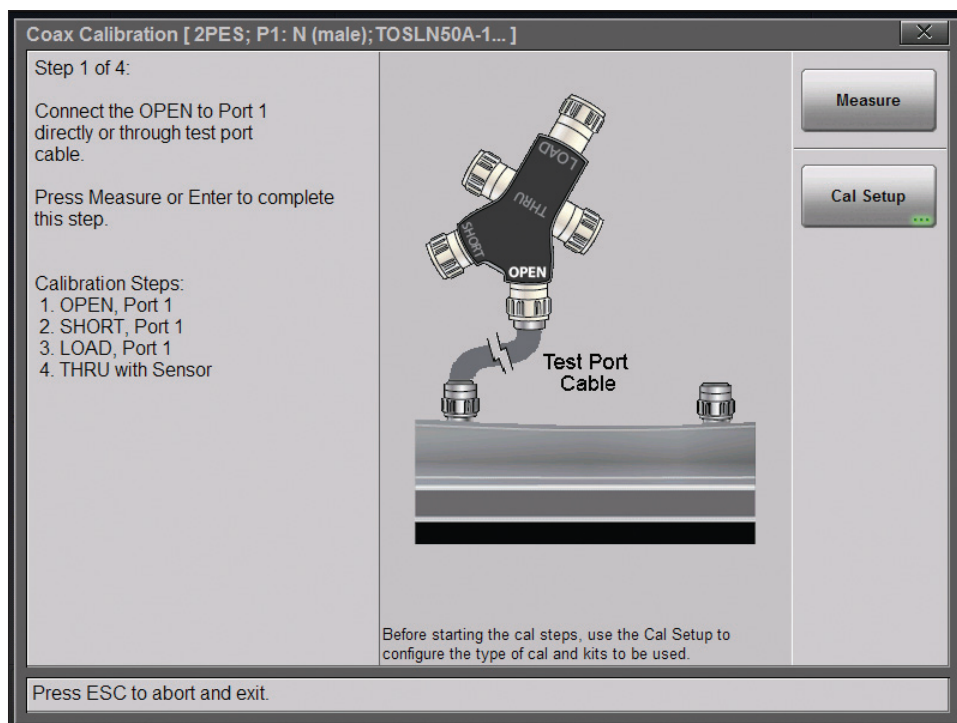 Coax Calibration [ 2PES; P1: N (male); TOSLN50A-1... ]
Step 1 of 4:
Connect the OPEN to Port 1
directly or through test port
cable.
Press Measure or Enter to complete
this step.
Calibration Steps:
1. OPEN, Port 1
2. SHORT, Port 1
3. LOAD, Port 1
4. THRU with Sensor
LOAD
THRU
SHORT
OPEN
Test Port
Cable
Before starting the cal steps, use the Cal Setup to
configure the type of cal and kits to be used.
Measure
Cal Setup
Press ESC to abort and exit.